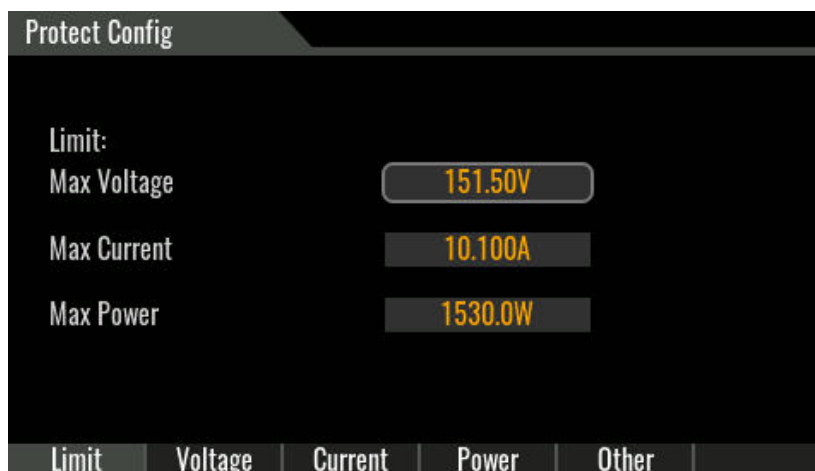 Protect Config
Limit:
Max Voltage 151.50V
Max Current 10.100A
Max Power 1530.0W
Limit Voltage Current Power Other